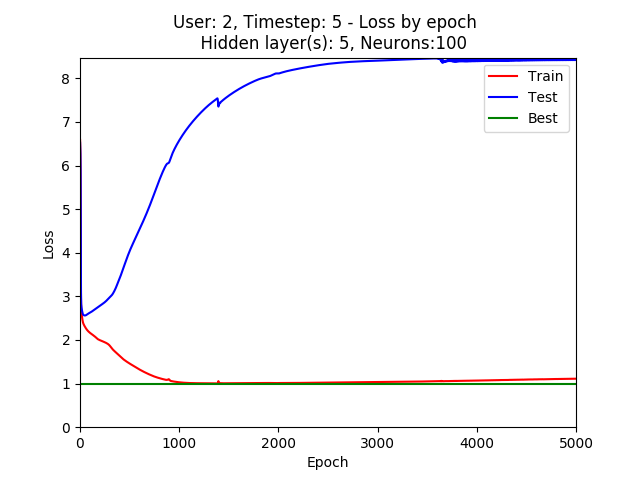 User: 2, Timestep: 5 - Loss by epoch
Hidden layer(s): 5, Neurons:100
Train
Test
Best
8
7
6
5
4
3
2
1
0
Loss
0 1000 2000 3000 4000 5000
Epoch